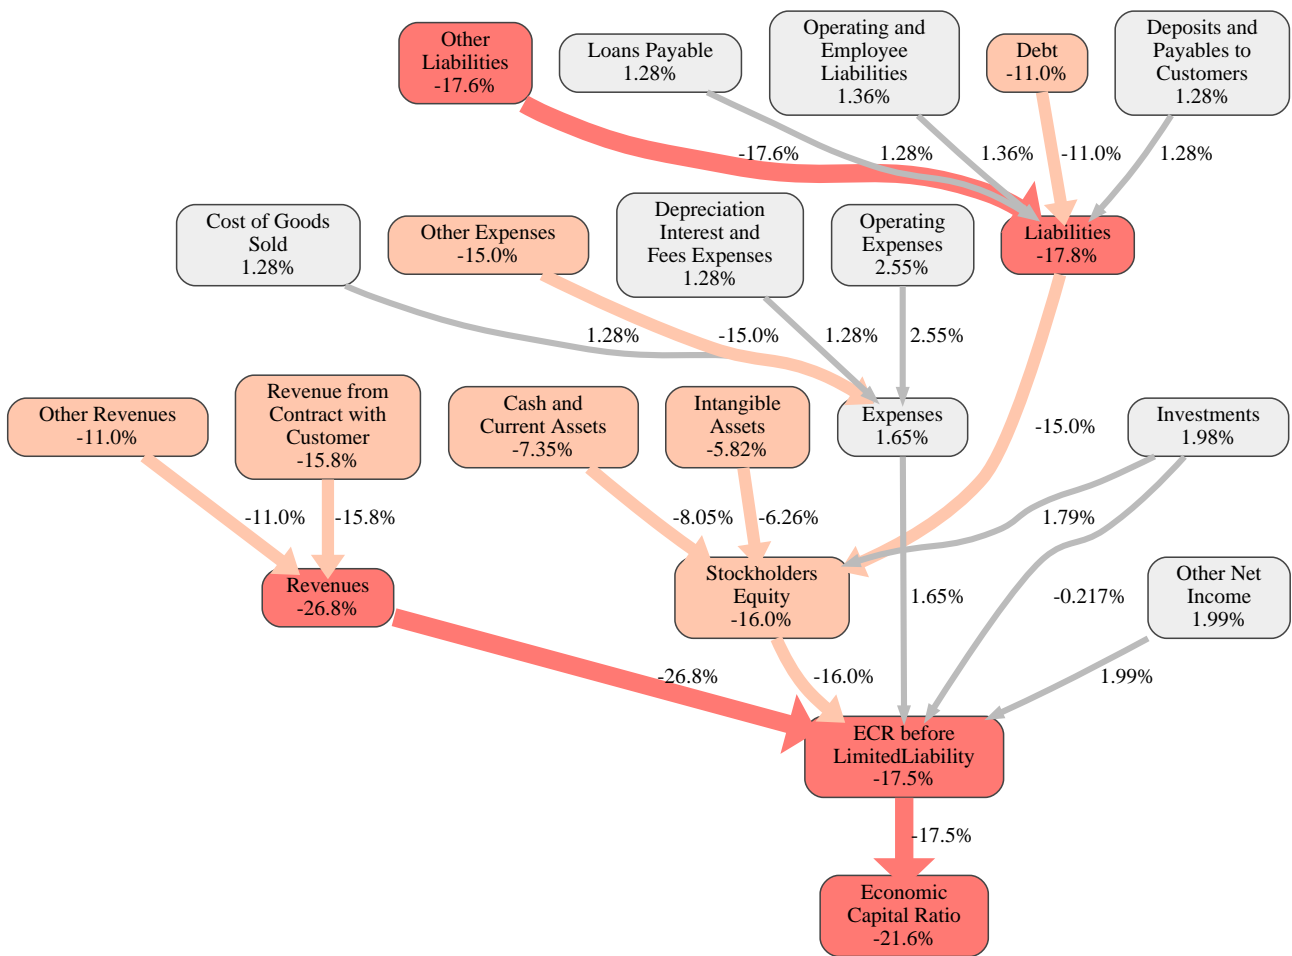 Other
Liabilities
-17.6%
Loans Payable
1.28%
Operating and
Employee
Liabilities
1.36%
Debt
-11.0%
Deposits and
Payables to
Customers
1.28%
-17.6%
1.28%
1.36%
-11.0%
1.28%
Cost of Goods
Sold
1.28%
Other Expenses
-15.0%
Depreciation
Interest and
Fees Expenses
1.28%
Operating
Expenses
2.55%
Liabilities
-17.8%
1.28%
-15.0%
1.28%
2.55%
Other Revenues
-11.0%
Revenue from
Contract with
Customer
-15.8%
Cash and
Current Assets
-7.35%
Intangible
Assets
-5.82%
Expenses
1.65%
-15.0%
Investments
1.98%
-11.0%
-15.8%
-8.05%
-6.26%
1.79%
Revenues
-26.8%
Stockholders
Equity
-16.0%
1.65%
-0.217%
Other Net
Income
1.99%
-26.8%
-16.0%
1.99%
ECR before
LimitedLiability
-17.5%
-17.5%
Economic
Capital Ratio
-21.6%